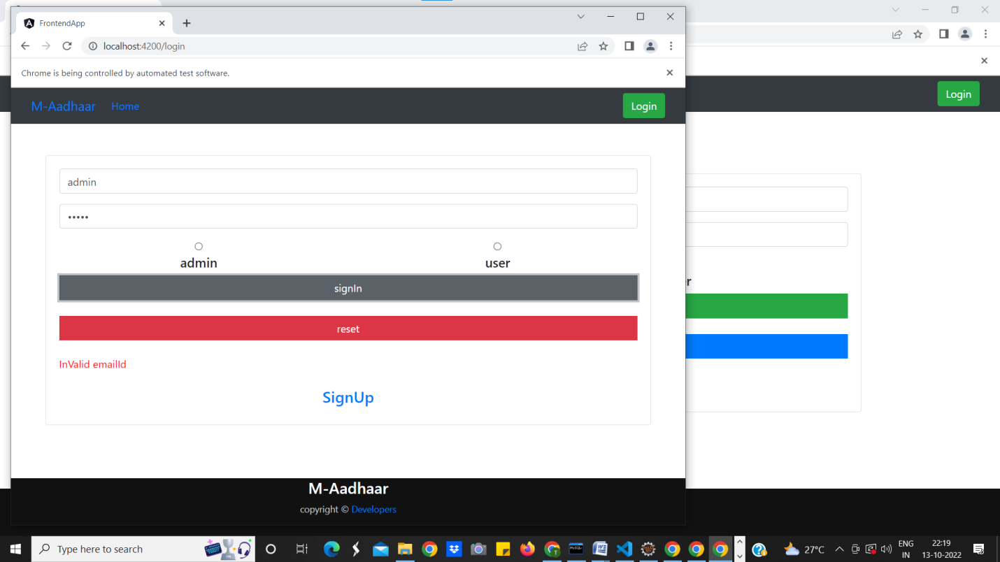 FrontendApp
localhost:4200/login
Chrome is being controlled by automated test software.
M-Aadhaar Home Login
Login
admin
•••••
admin user
signIn
reset
InValid emailId
SignUp
M-Aadhaar
copyright © Developers
r
Type here to search
27°C
ENG
IN
22:19
13-10-2022